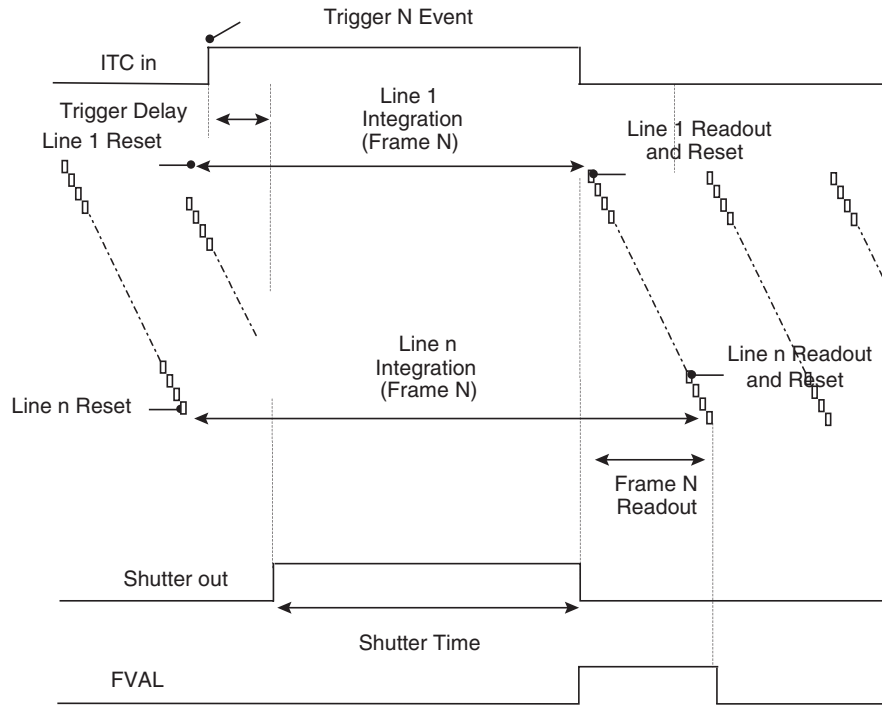 Trigger N Event
ITC in
Trigger Delay
Line 1
Integration
(Frame N)
Line 1 Reset
Line 1 Readout
and Reset
Line n
Integration
(Frame N)
Line n Readout
and Reset
Line n Reset
Frame N
Readout
Shutter out
Shutter Time
FVAL